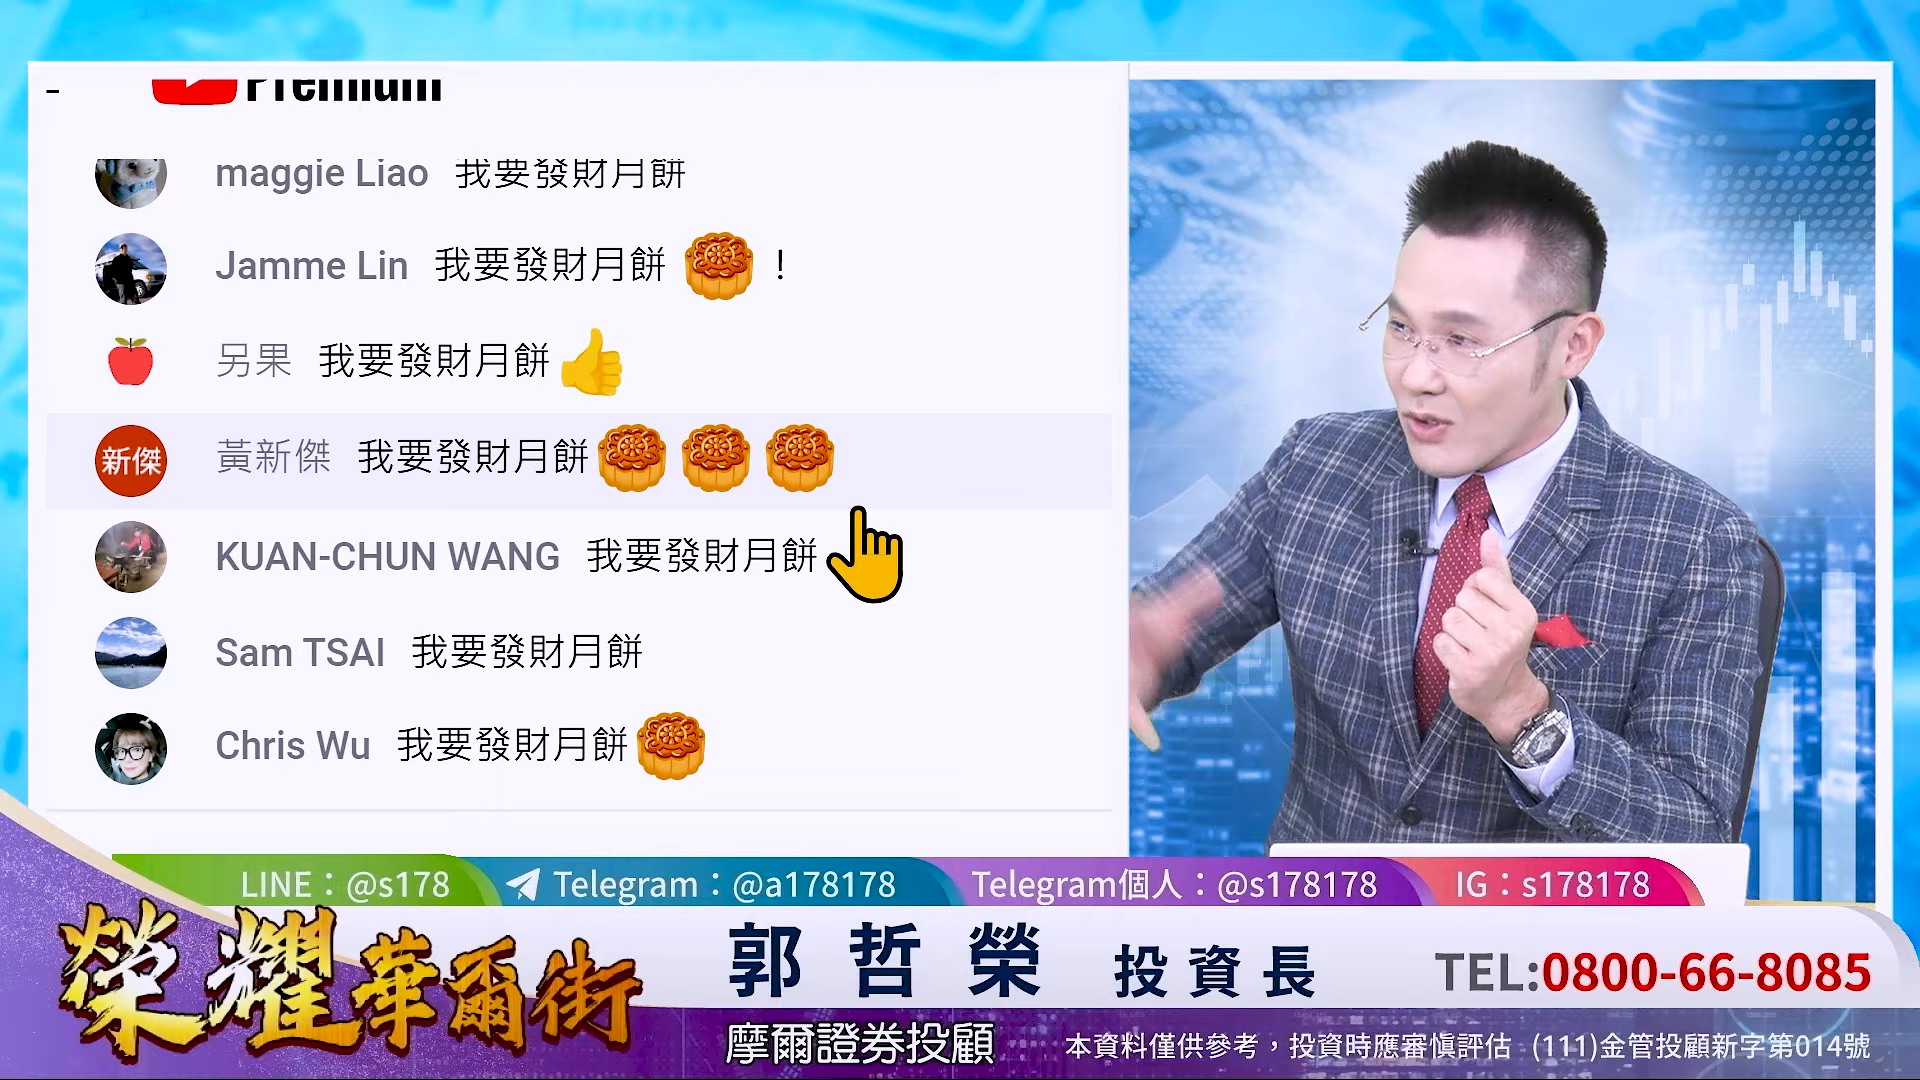 Premium
maggie Liao 我要發財月餅
Jamme Lin 我要發財月餅 🥮 !
另果 我要發財月餅👍
新傑 黃新傑 我要發財月餅🥮🥮🥮
KUAN-CHUN WANG 我要發財月餅
Sam TSAI 我要發財月餅
Chris Wu 我要發財月餅🥮
LINE：@s178 Telegram：@a178178 Telegram個人：@s178178 IG：s178178
榮耀華爾街 郭哲榮 投資長 TEL:0800-66-8085
摩爾證券投顧 本資料僅供參考，投資時應審慎評估 (111)金管投顧新字第014號